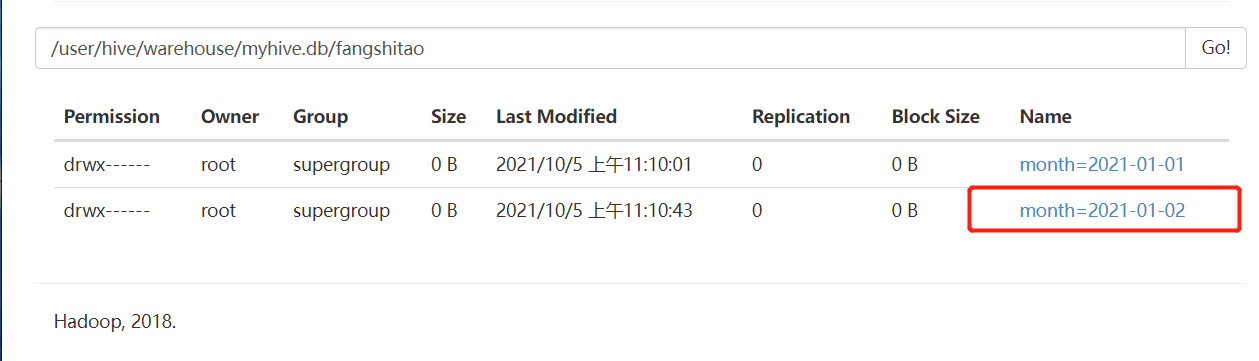 /user/hive/warehouse/myhive.db/fangshitao Go!
Permission Owner Group Size Last Modified Replication Block Size Name
drwx------ root supergroup 0 B 2021/10/5 上午11:10:01 0 0 B month=2021-01-01
drwx------ root supergroup 0 B 2021/10/5 上午11:10:43 0 0 B month=2021-01-02
Hadoop, 2018.